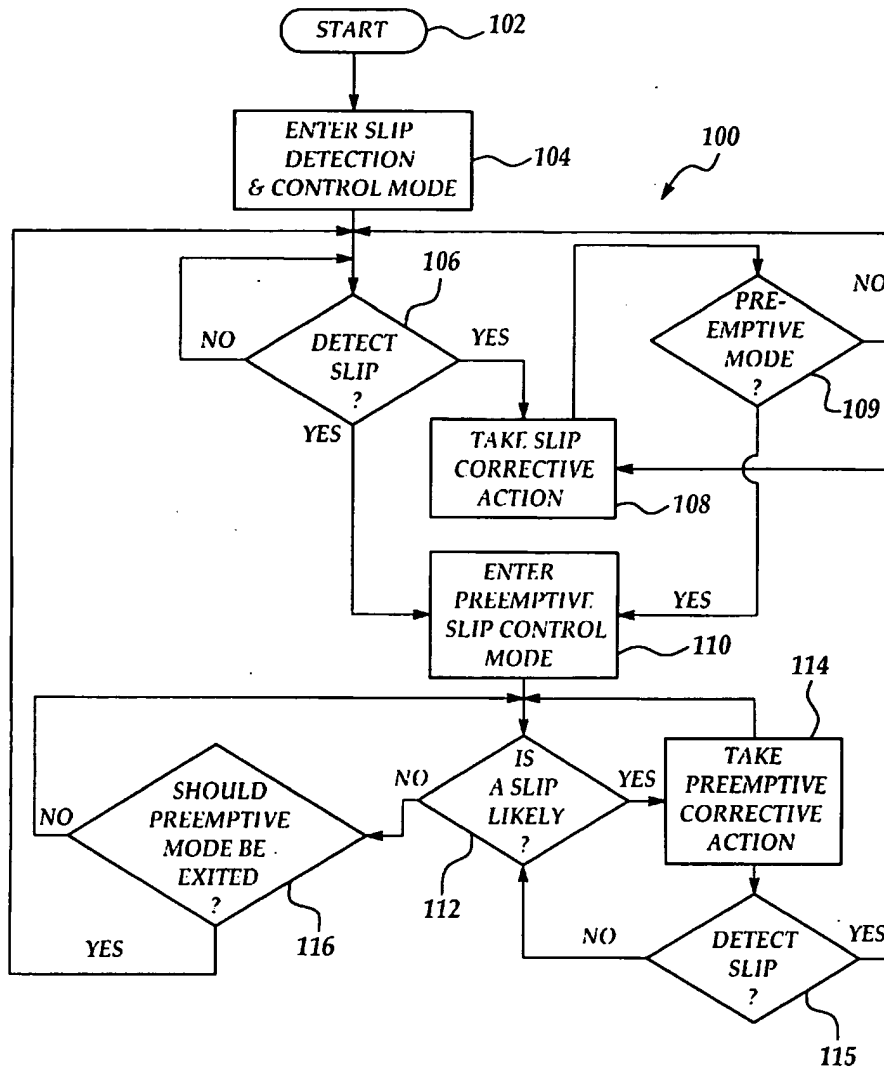 START
102
ENTER SLIP
DETECTION
& CONTROL MODE
104
100
106
DETECT
SLIP
?
NO
YES
YES
PRE-
EMPTIVE
MODE
?
NO
109
TAKE SLIP
CORRECTIVE
ACTION
108
ENTER
PREEMPTIVE
SLIP CONTROL
MODE
YES
110
114
IS
A SLIP
LIKELY
?
NO
YES
112
TAKE
PREEMPTIVE
CORRECTIVE
ACTION
SHOULD
PREEMPTIVE
MODE BE
EXITED
?
NO
YES
116
DETECT
SLIP
?
NO
YES
115